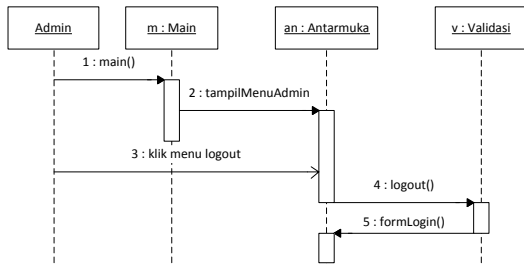 Admin
m : Main
an : Antarmuka
v : Validasi
1 : main()
2 : tampilMenuAdmin
3 : klik menu logout
4 : logout()
5 : formLogin()